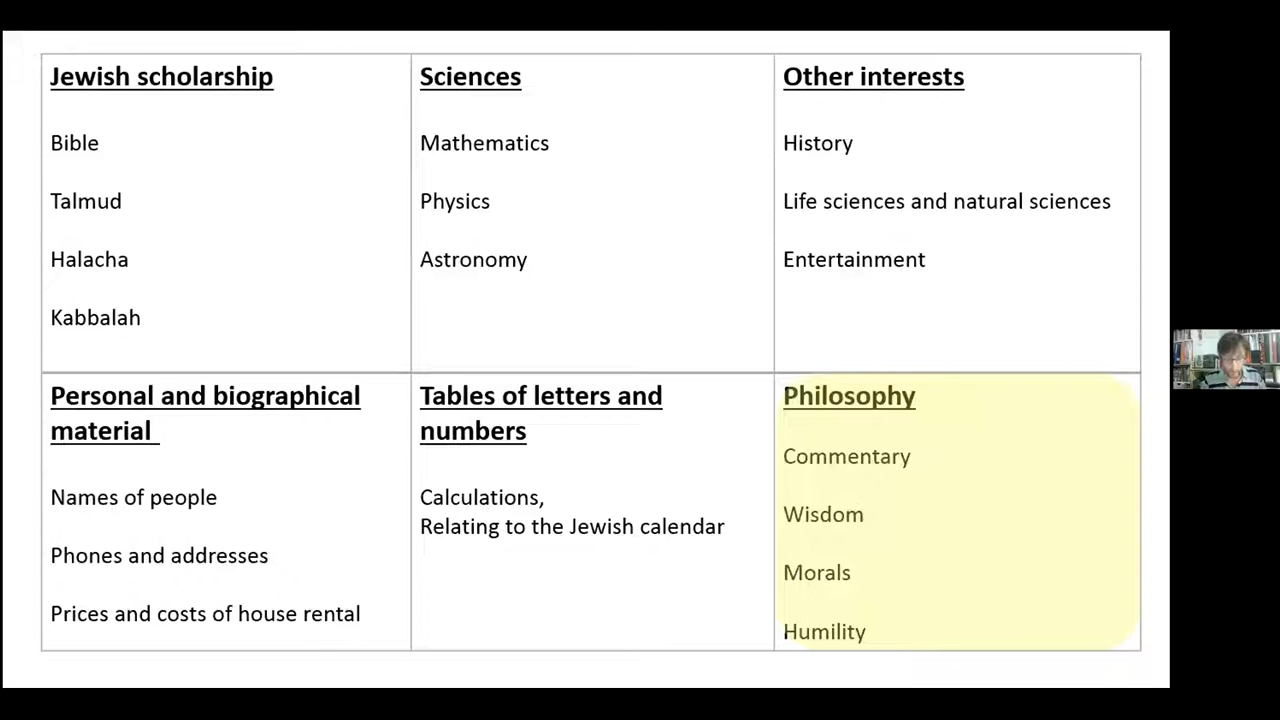 Jewish scholarship
Bible
Talmud
Halacha
Kabbalah
Sciences
Mathematics
Physics
Astronomy
Other interests
History
Life sciences and natural sciences
Entertainment
Personal and biographical
material
Names of people
Phones and addresses
Prices and costs of house rental
Tables of letters and
numbers
Calculations,
Relating to the Jewish calendar
Philosophy
Commentary
Wisdom
Morals
Humility